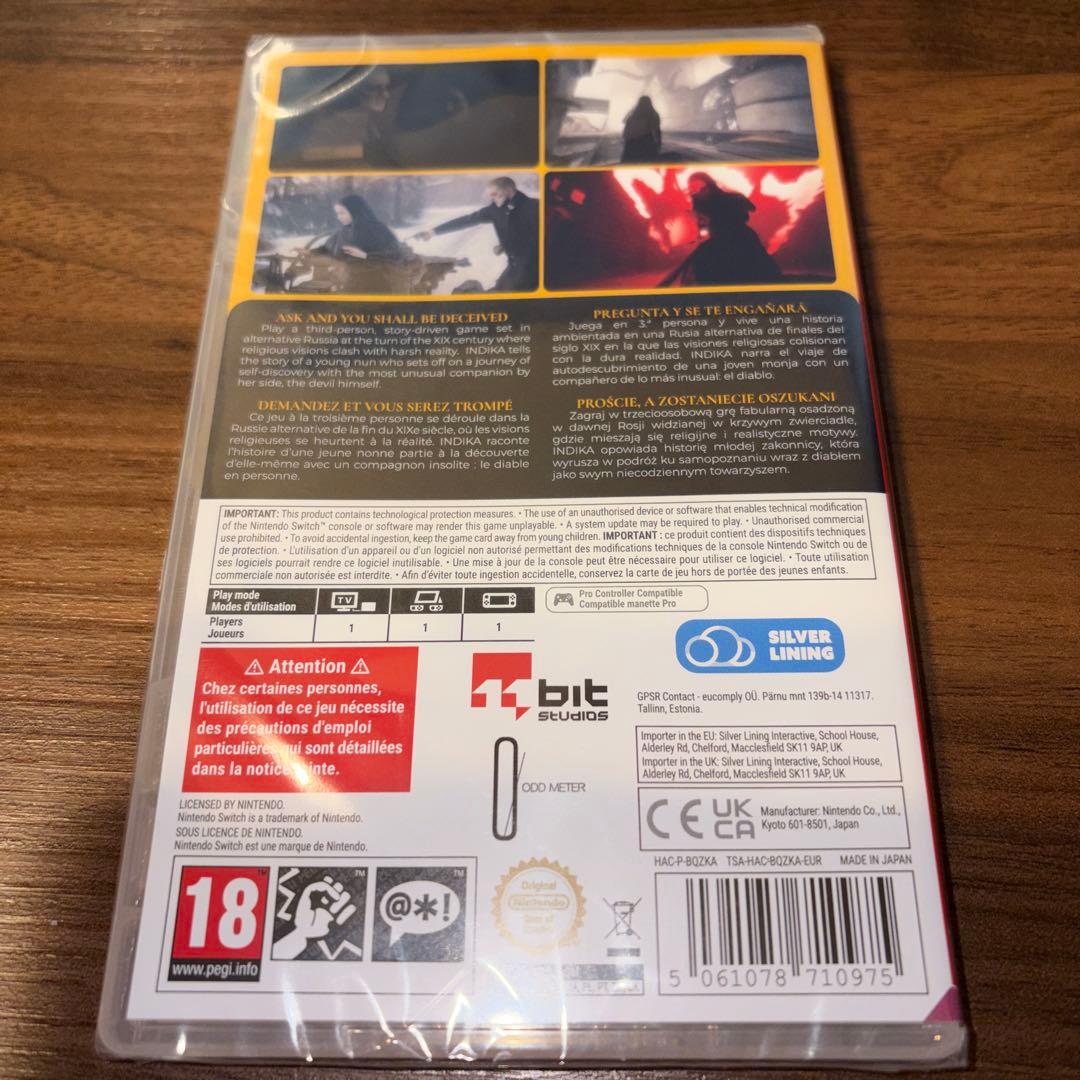 ASK AND YOU SHALL BE DECEIVED
Play a third-person, story-driven game set in
alternative Russia at the turn of the XIX century where
religious visions clash with harsh reality. INDIKA tells
the story of a young nun who sets off on a journey of
self-discovery with the most unusual companion by
her side, the devil himself.
PREGUNTA Y SE TE ENGAÑARÁ
Juega en 3.ª persona y vive una historia
ambientada en una Rusia alternativa de finales del
siglo XIX en la que las visiones religiosas colisionan
con la dura realidad. INDIKA narra el viaje de
autodescubrimiento de una joven monja con un
compañero de lo más inusual: el diablo.
DEMANDEZ ET VOUS SEREZ TROMPÉ
Ce jeu à la troisième personne se déroule dans la
Russie alternative de la fin du XIXe siècle, où les visions
religieuses se heurtent à la réalité. INDIKA raconte
l'histoire d'une jeune nonne partie à la découverte
d'elle-même avec un compagnon insolite : le diable
en personne.
PROŚCIE, A ZOSTANIECIE OSZUKANI
Zagraj w trzecioosobową grę fabularną osadzoną
w dawnej Rosji widzianej w krzywym zwierciadle,
gdzie mieszają się religijne i realistyczne motywy.
INDIKA opowiada historię młodej zakonnicy, która
wyrusza w podróż ku samopoznaniu wraz z diabłem
jako swym niecodziennym towarzyszem.
IMPORTANT: This product contains technological protection measures. • The use of an unauthorised device or software that enables technical modification
of the Nintendo Switch™ console or software may render this game unplayable. • A system update may be required to play. • Unauthorised commercial
use prohibited. • To avoid accidental ingestion, keep the game card away from young children. IMPORTANT : ce produit contient des dispositifs techniques
de protection. • L'utilisation d'un appareil ou d'un logiciel non autorisé permettant des modifications techniques de la console Nintendo Switch ou de
ses logiciels pourrait rendre ce logiciel inutilisable. • Une mise à jour de la console peut être nécessaire pour utiliser ce logiciel. • Toute utilisation
commerciale non autorisée est interdite. • Afin d'éviter toute ingestion accidentelle, conservez la carte de jeu hors de portée des jeunes enfants.
Play mode
Modes d'utilisation
TV
Players
Joueurs
1 1 1
Pro Controller Compatible
Compatible manette Pro
SILVER
LINING
⚠ Attention ⚠
Chez certaines personnes,
l'utilisation de ce jeu nécessite
des précautions d'emploi
particulières qui sont détaillées
dans la notice jointe.
11 bit
STUDIOS
ODD METER
GPSR Contact - eucomply OÜ. Pärnu mnt 139b-14 11317.
Tallinn, Estonia.
Importer in the EU: Silver Lining Interactive, School House,
Alderley Rd, Chelford, Macclesfield SK11 9AP, UK
Importer in the UK: Silver Lining Interactive, School House,
Alderley Rd, Chelford, Macclesfield SK11 9AP, UK
CE UK
CA
Manufacturer: Nintendo Co., Ltd.,
Kyoto 601-8501, Japan
LICENSED BY NINTENDO.
Nintendo Switch is a trademark of Nintendo.
SOUS LICENCE DE NINTENDO.
Nintendo Switch est une marque de Nintendo.
HAC-P-BQZKA TSA-HAC-BQZKA-EUR MADE IN JAPAN
18
www.pegi.info
TM
TM
@*!
Original
Nintendo
Seal of
5 061078 710975